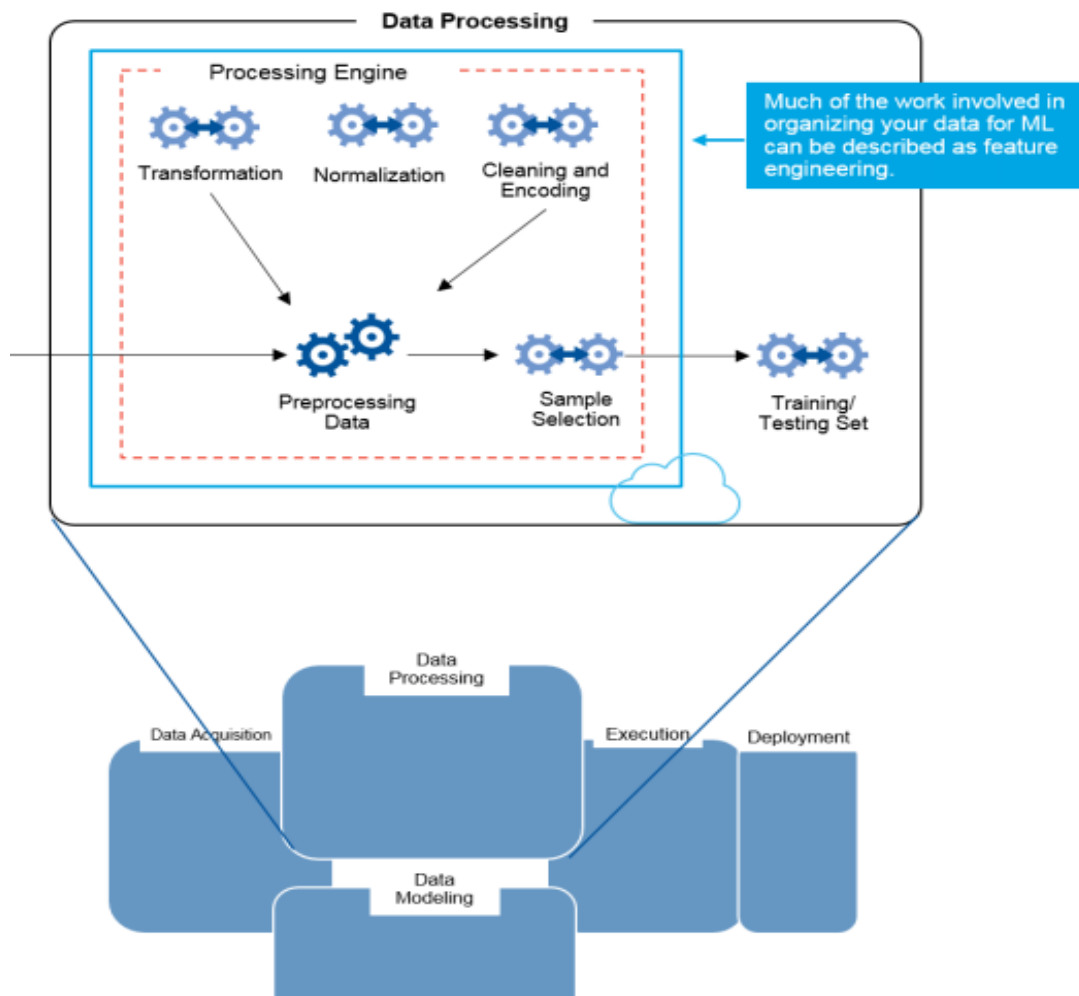 Data Processing
Processing Engine
Much of the work involved in
organizing your data for ML
can be described as feature
engineering.
Transformation
Normalization
Cleaning and
Encoding
Preprocessing
Data
Sample
Selection
Training/
Testing Set
Data
Processing
Data Acquisition
Execution
Deployment
Data
Modeling